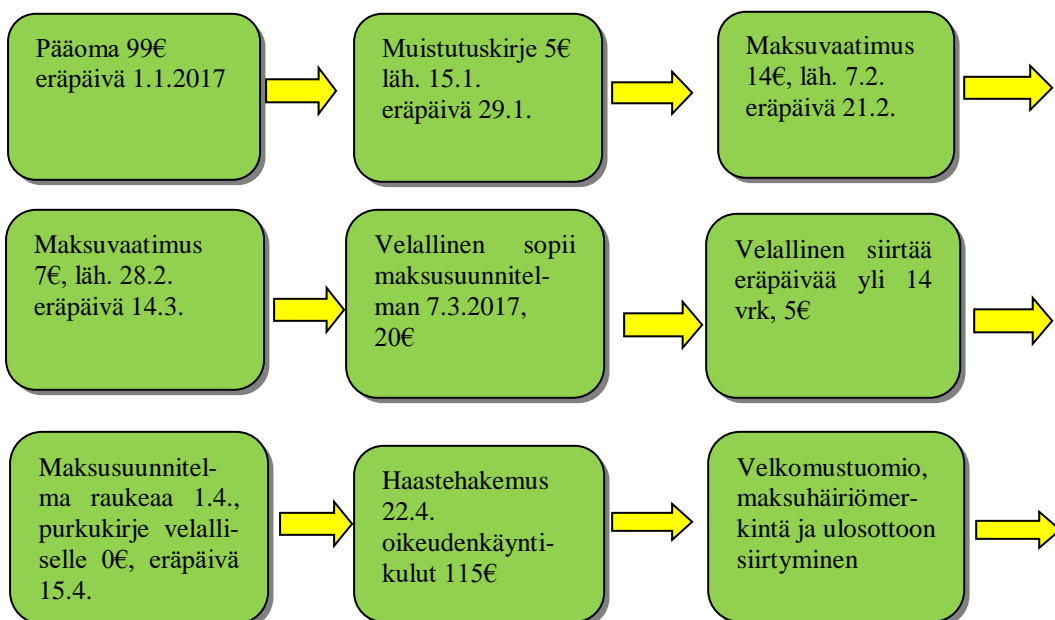 Pääoma 99€
eräpäivä 1.1.2017
Muistutuskirje 5€
läh. 15.1.
eräpäivä 29.1.
Maksuvaatimus
14€, läh. 7.2.
eräpäivä 21.2.
Maksuvaatimus
7€, läh. 28.2.
eräpäivä 14.3.
Velallinen sopii
maksusuunnitel-
man 7.3.2017,
20€
Velallinen siirtää
eräpäivää yli 14
vrk, 5€
Maksusuunnitel-
ma raukeaa 1.4.,
purkukirje velalli-
selle 0€, eräpäivä
15.4.
Haastehakemus
22.4.
oikeudenkäynti-
kulut 115€
Velkomustuomio,
maksuhäiriömer-
kintä ja ulosottoon
siirtyminen